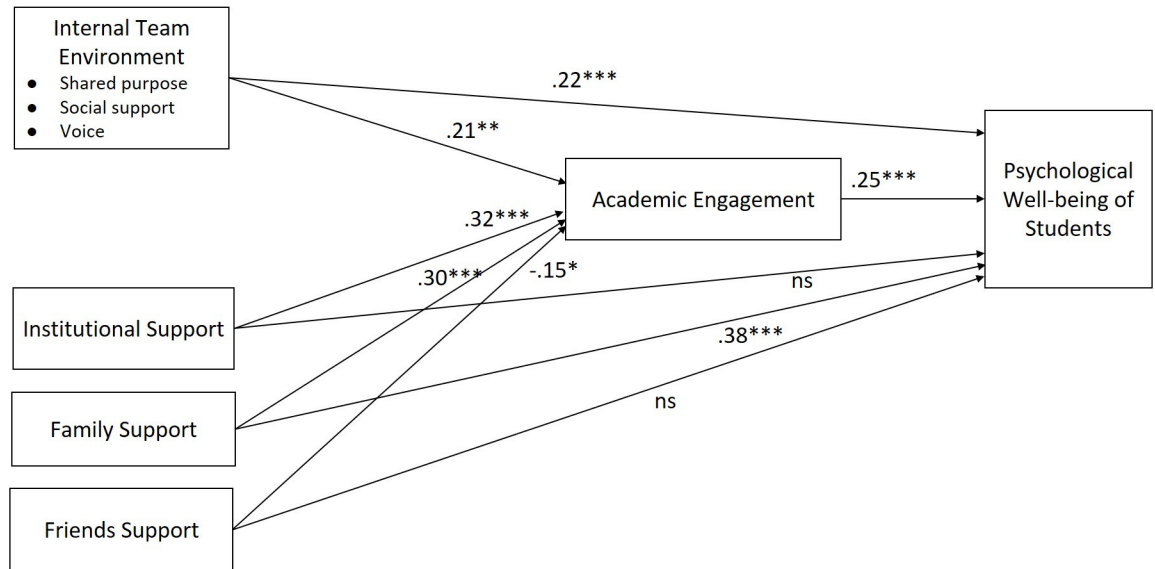 Internal Team
Environment
● Shared purpose
● Social support
● Voice
.22***
.21**
Academic Engagement
.25***
Psychological
Well-being of
Students
.32***
.30***
-.15*
ns
Institutional Support
.38***
Family Support
ns
Friends Support